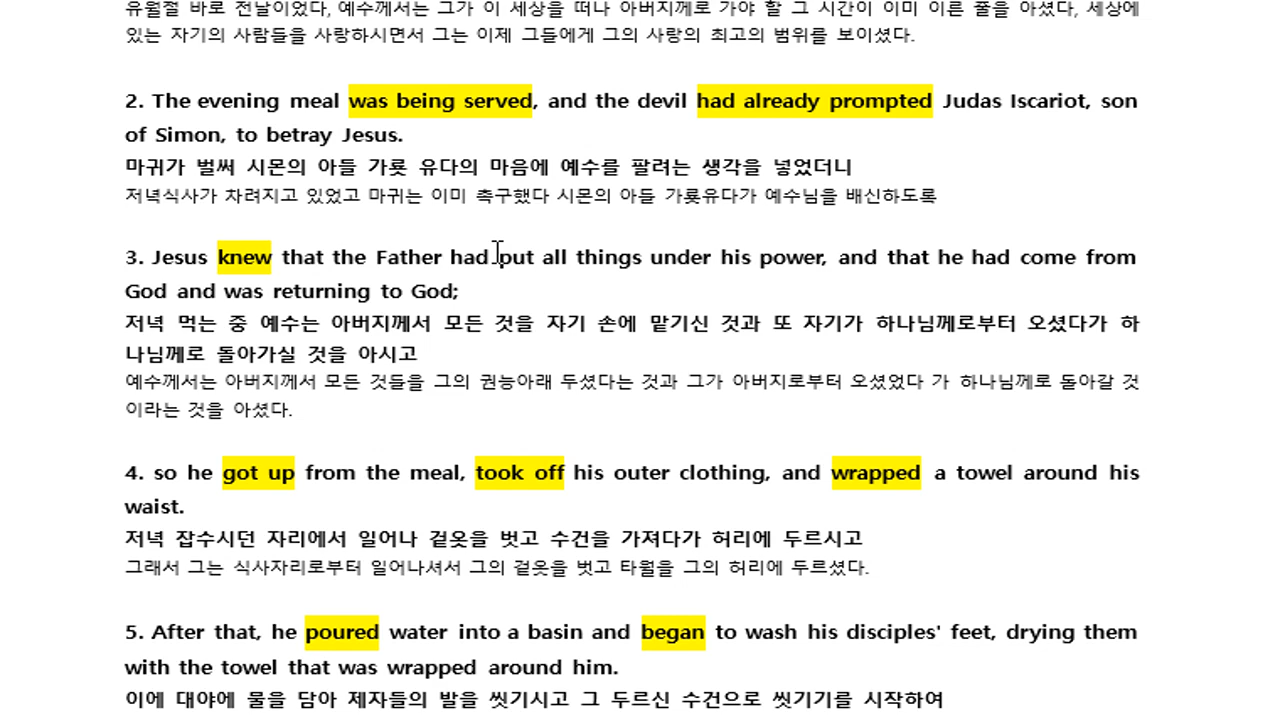 유월절 바로 전날이었다, 예수께서는 그가 이 세상을 떠나 아버지께로 가야 할 그 시간이 이미 이른 줄을 아셨다, 세상에
있는 자기의 사람들을 사랑하시면서 그는 이제 그들에게 그의 사랑의 최고의 범위를 보이셨다.
2. The evening meal was being served, and the devil had already prompted Judas Iscariot, son
of Simon, to betray Jesus.
마귀가 벌써 시몬의 아들 가룟 유다의 마음에 예수를 팔려는 생각을 넣었더니
저녁식사가 차려지고 있었고 마귀는 이미 촉구했다 시몬의 아들 가룟유다가 예수님을 배신하도록
3. Jesus knew that the Father had put all things under his power, and that he had come from
God and was returning to God;
저녁 먹는 중 예수는 아버지께서 모든 것을 자기 손에 맡기신 것과 또 자기가 하나님께로부터 오셨다가 하
나님께로 돌아가실 것을 아시고
예수께서는 아버지께서 모든 것들을 그의 권능아래 두셨다는 것과 그가 아버지로부터 오셨었다 가 하나님께로 돌아갈 것
이라는 것을 아셨다.
4. so he got up from the meal, took off his outer clothing, and wrapped a towel around his
waist.
저녁 잡수시던 자리에서 일어나 겉옷을 벗고 수건을 가져다가 허리에 두르시고
그래서 그는 식사자리로부터 일어나셔서 그의 겉옷을 벗고 타월을 그의 허리에 두르셨다.
5. After that, he poured water into a basin and began to wash his disciples' feet, drying them
with the towel that was wrapped around him.
이에 대야에 물을 담아 제자들의 발을 씻기시고 그 두르신 수건으로 씻기기를 시작하여